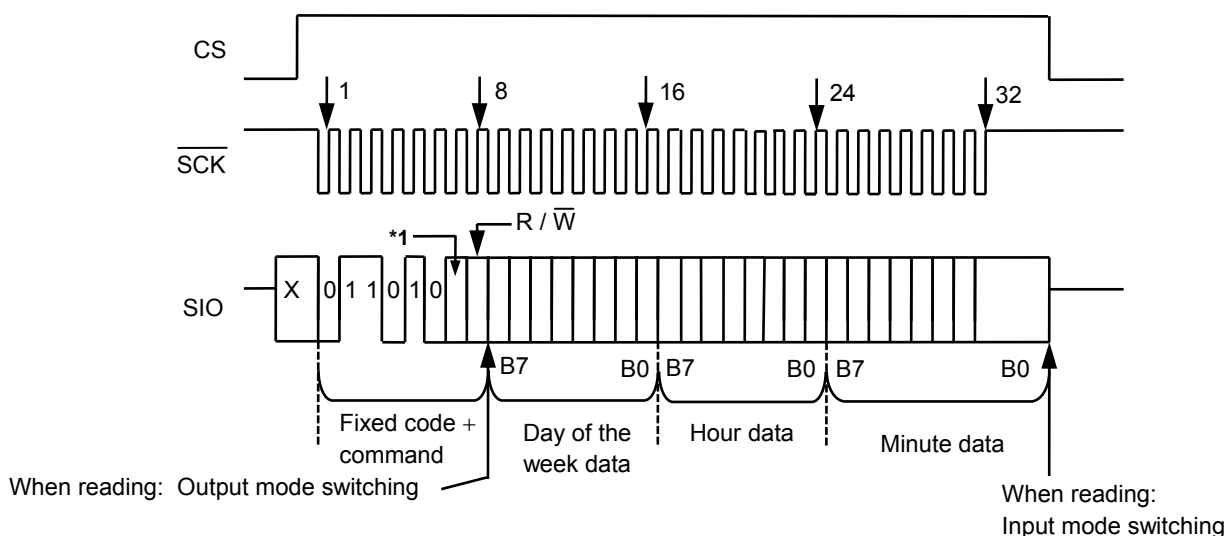 CS
1
8
16
24
32
SCK
*1
R / W
X
0
1
1
0
1
0
SIO
B7
B0
B7
B0
B7
B0
Fixed code +
command
Day of the
week data
Hour data
Minute data
When reading: Output mode switching
When reading:
Input mode switching